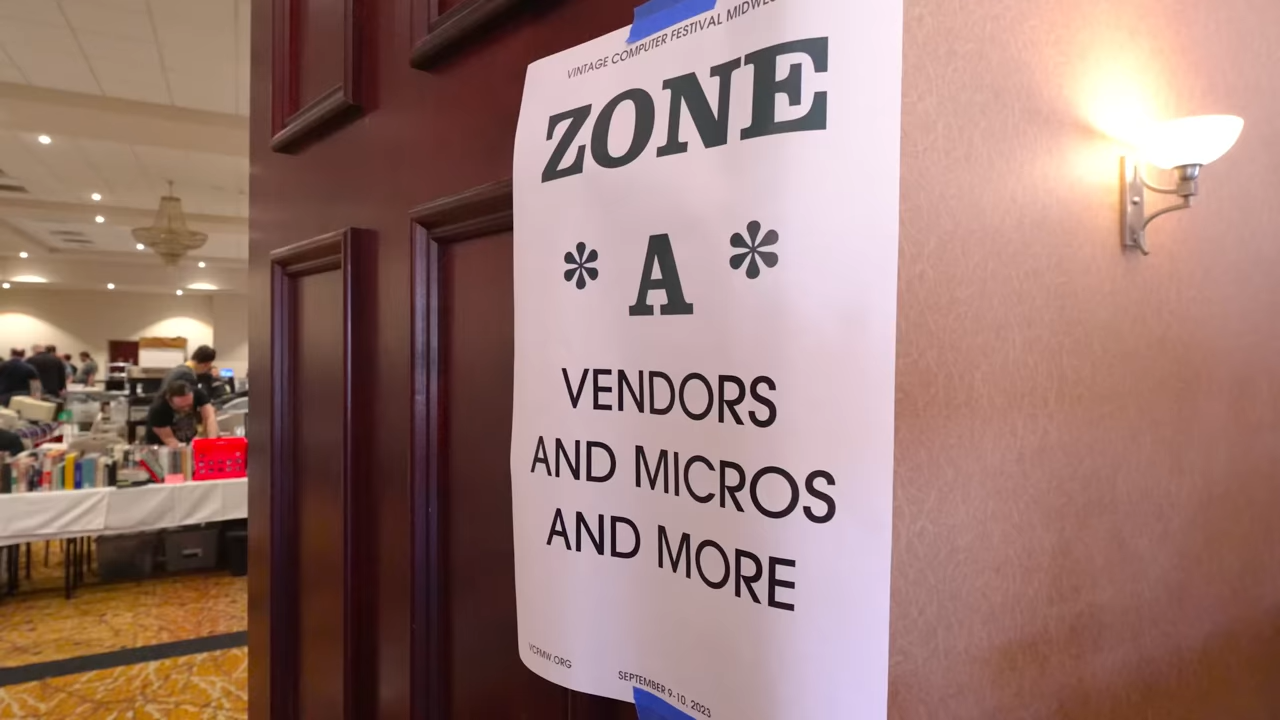 VINTAGE COMPUTER FESTIVAL
ZONE
* A *
VENDORS
AND MICROS
AND MORE
VCFMW.ORG
SEPTEMBER 9-10, 2023